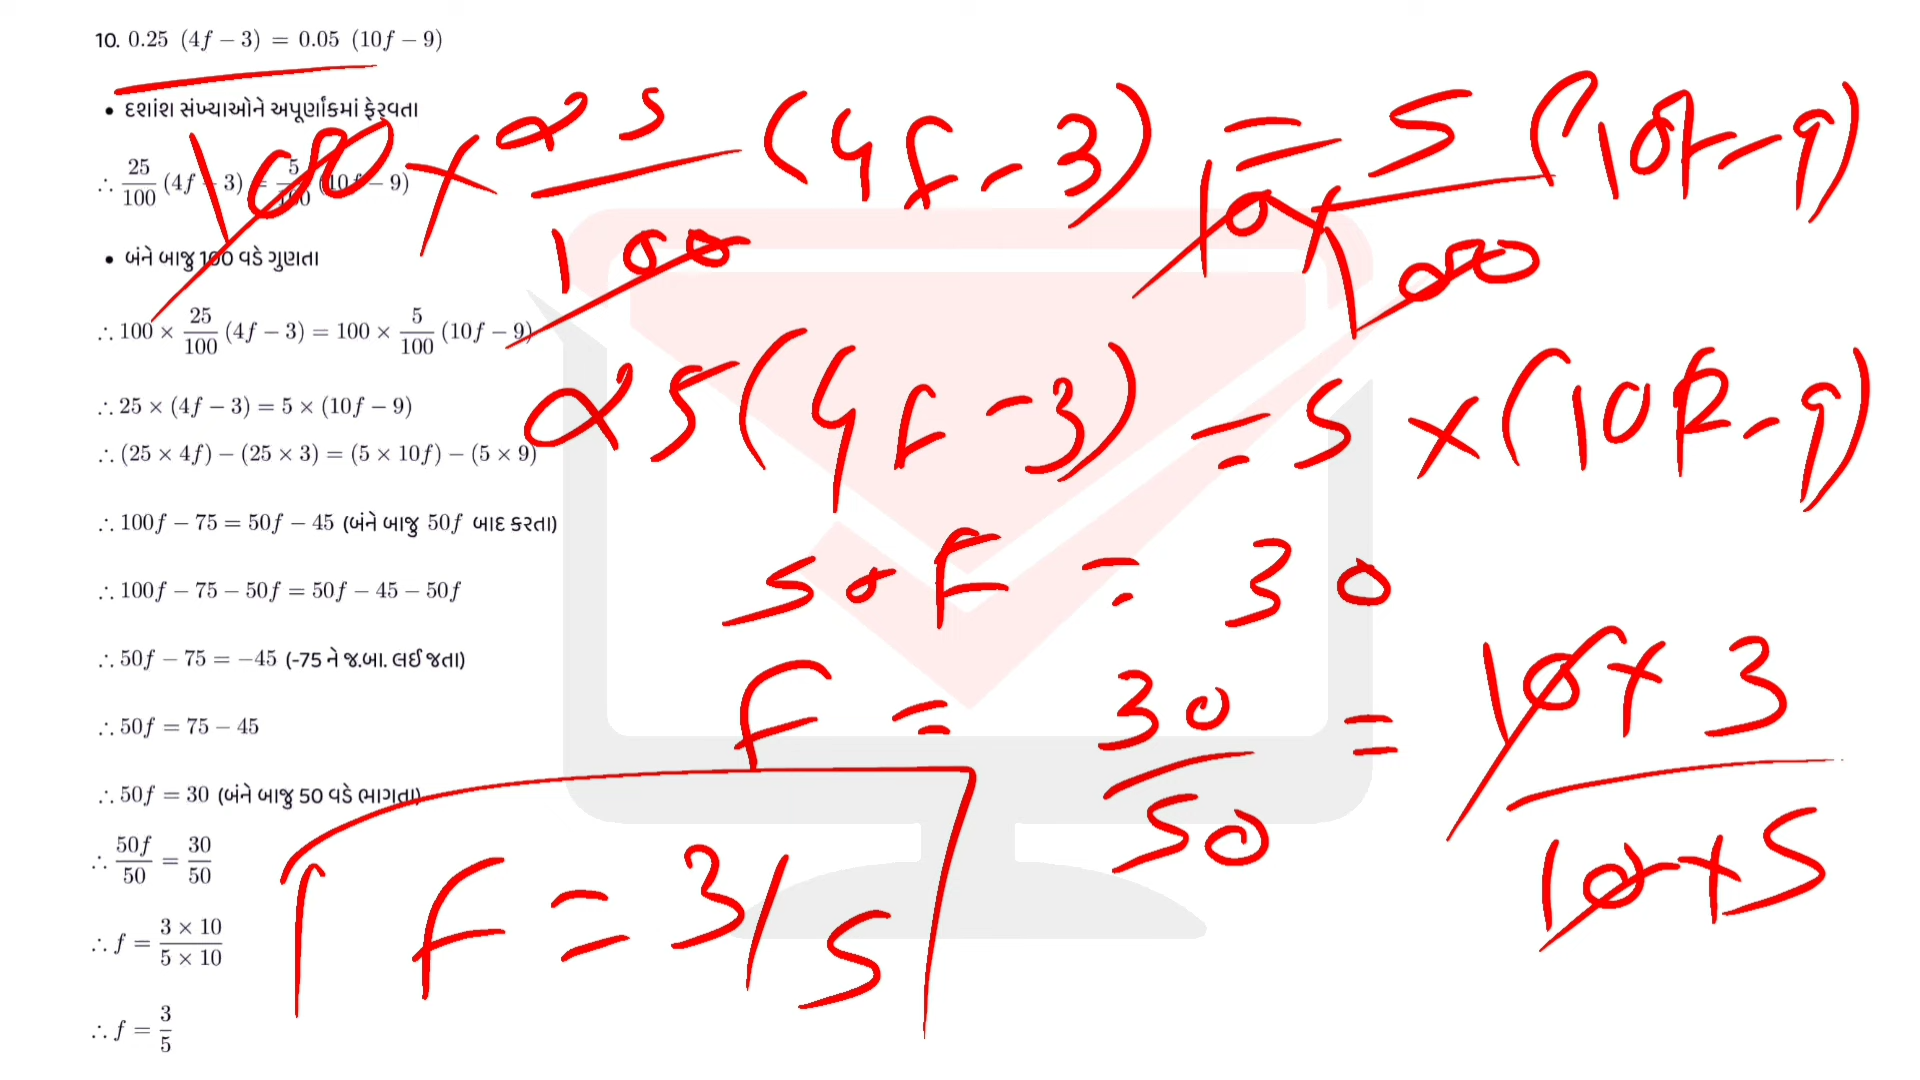 10. 0.25 (4f − 3) = 0.05 (10f − 9)
• દશાંશ સંખ્યાઓને અપૂર્ણાંકમાં ફેરવતા
∴ 25/100 (4f − 3) = 5/100 (10f − 9)
• બંને બાજુ 100 વડે ગુણતા
∴ 100 × 25/100 (4f − 3) = 100 × 5/100 (10f − 9)
∴ 25 × (4f − 3) = 5 × (10f − 9)
∴ (25 × 4f) − (25 × 3) = (5 × 10f) − (5 × 9)
∴ 100f − 75 = 50f − 45 (બંને બાજુ 50f બાદ કરતા)
∴ 100f − 75 − 50f = 50f − 45 − 50f
∴ 50f − 75 = −45 (-75 ને જ.બા. લઈ જતા)
∴ 50f = 75 − 45
∴ 50f = 30 (બંને બાજુ 50 વડે ભાગતા)
∴ 50f/50 = 30/50
∴ f = 3 × 10/5 × 10
∴ f = 3/5
100 × 25/100 (4f − 3) = 5/100 (10f − 9) × 100
25 (4f − 3) = 5 × (10f − 9)
50f = 30
f = 30/50 = 10 × 3/10 × 5
f = 3/5